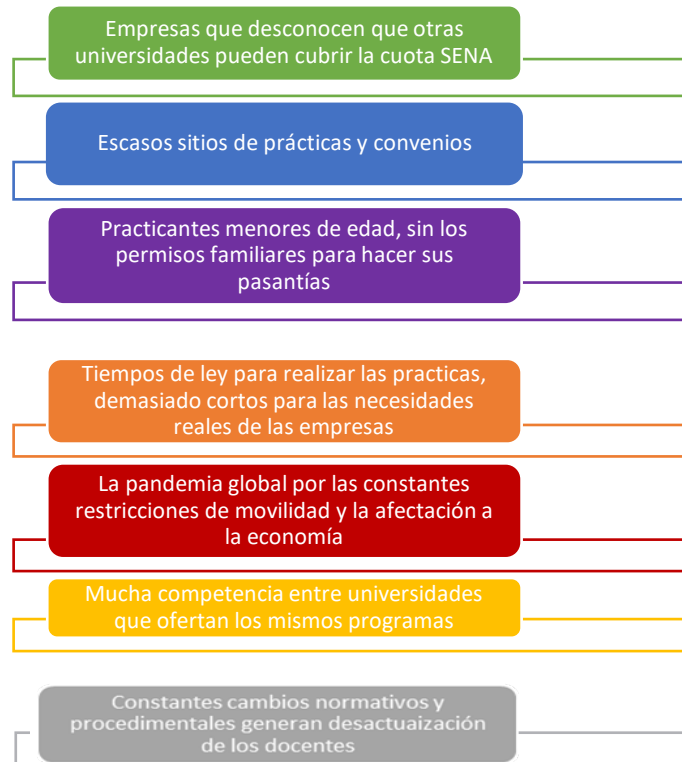 Empresas que desconocen que otras
universidades pueden cubrir la cuota SENA
Escasos sitios de prácticas y convenios
Practicantes menores de edad, sin los
permisos familiares para hacer sus
pasantías
Tiempos de ley para realizar las practicas,
demasiado cortos para las necesidades
reales de las empresas
La pandemia global por las constantes
restricciones de movilidad y la afectación a
la economía
Mucha competencia entre universidades
que ofertan los mismos programas
Constantes cambios normativos y
procedimentales generan desactuaización
de los docentes